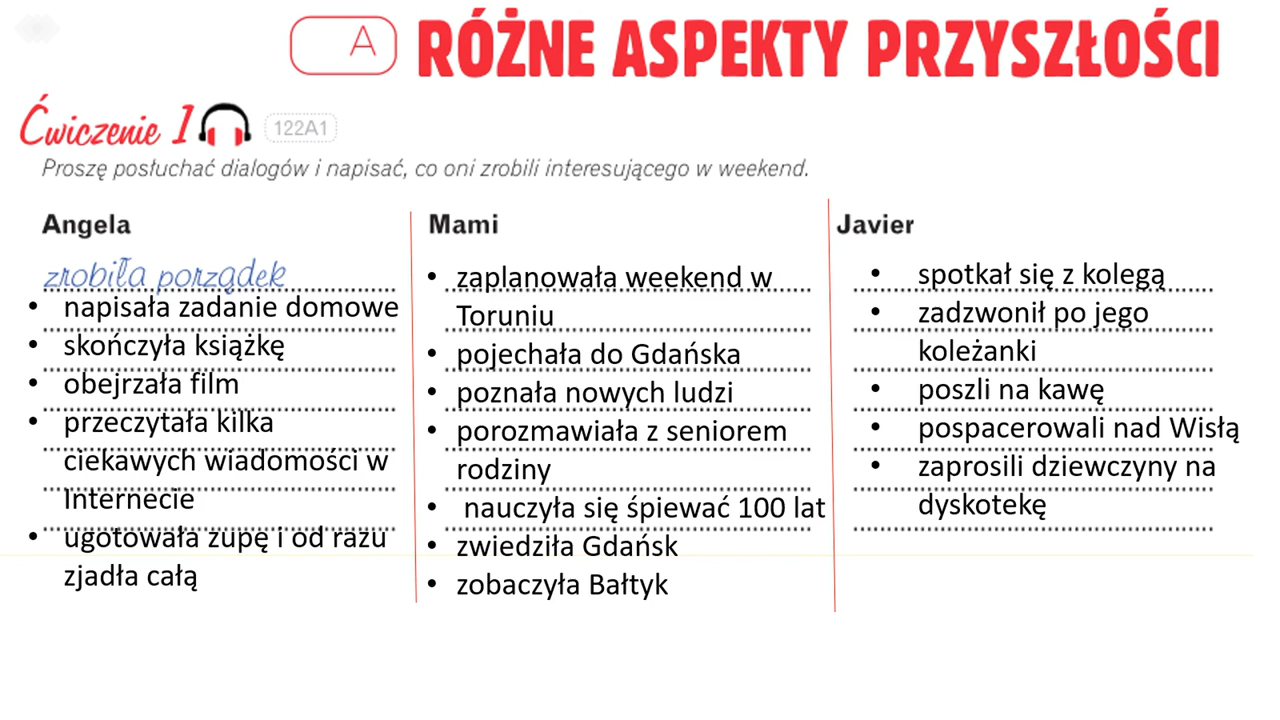 A
RÓŻNE ASPEKTY PRZYSZŁOŚCI
Ćwiczenie 1
122A1
Proszę posłuchać dialogów i napisać, co oni zrobili interesującego w weekend.
Angela
zrobiła porządek
• napisała zadanie domowe
• skończyła książkę
• obejrzała film
• przeczytała kilka
ciekawych wiadomości w
Internecie
• ugotowała zupę i od razu
zjadła całą
Mami
• zaplanowała weekend w
Toruniu
• pojechała do Gdańska
• poznała nowych ludzi
• porozmawiała z seniorem
rodziny
• nauczyła się śpiewać 100 lat
• zwiedziła Gdańsk
• zobaczyła Bałtyk
Javier
• spotkał się z kolegą
• zadzwonił po jego
koleżanki
• poszli na kawę
• pospacerowali nad Wisłą
• zaprosili dziewczyny na
dyskotekę